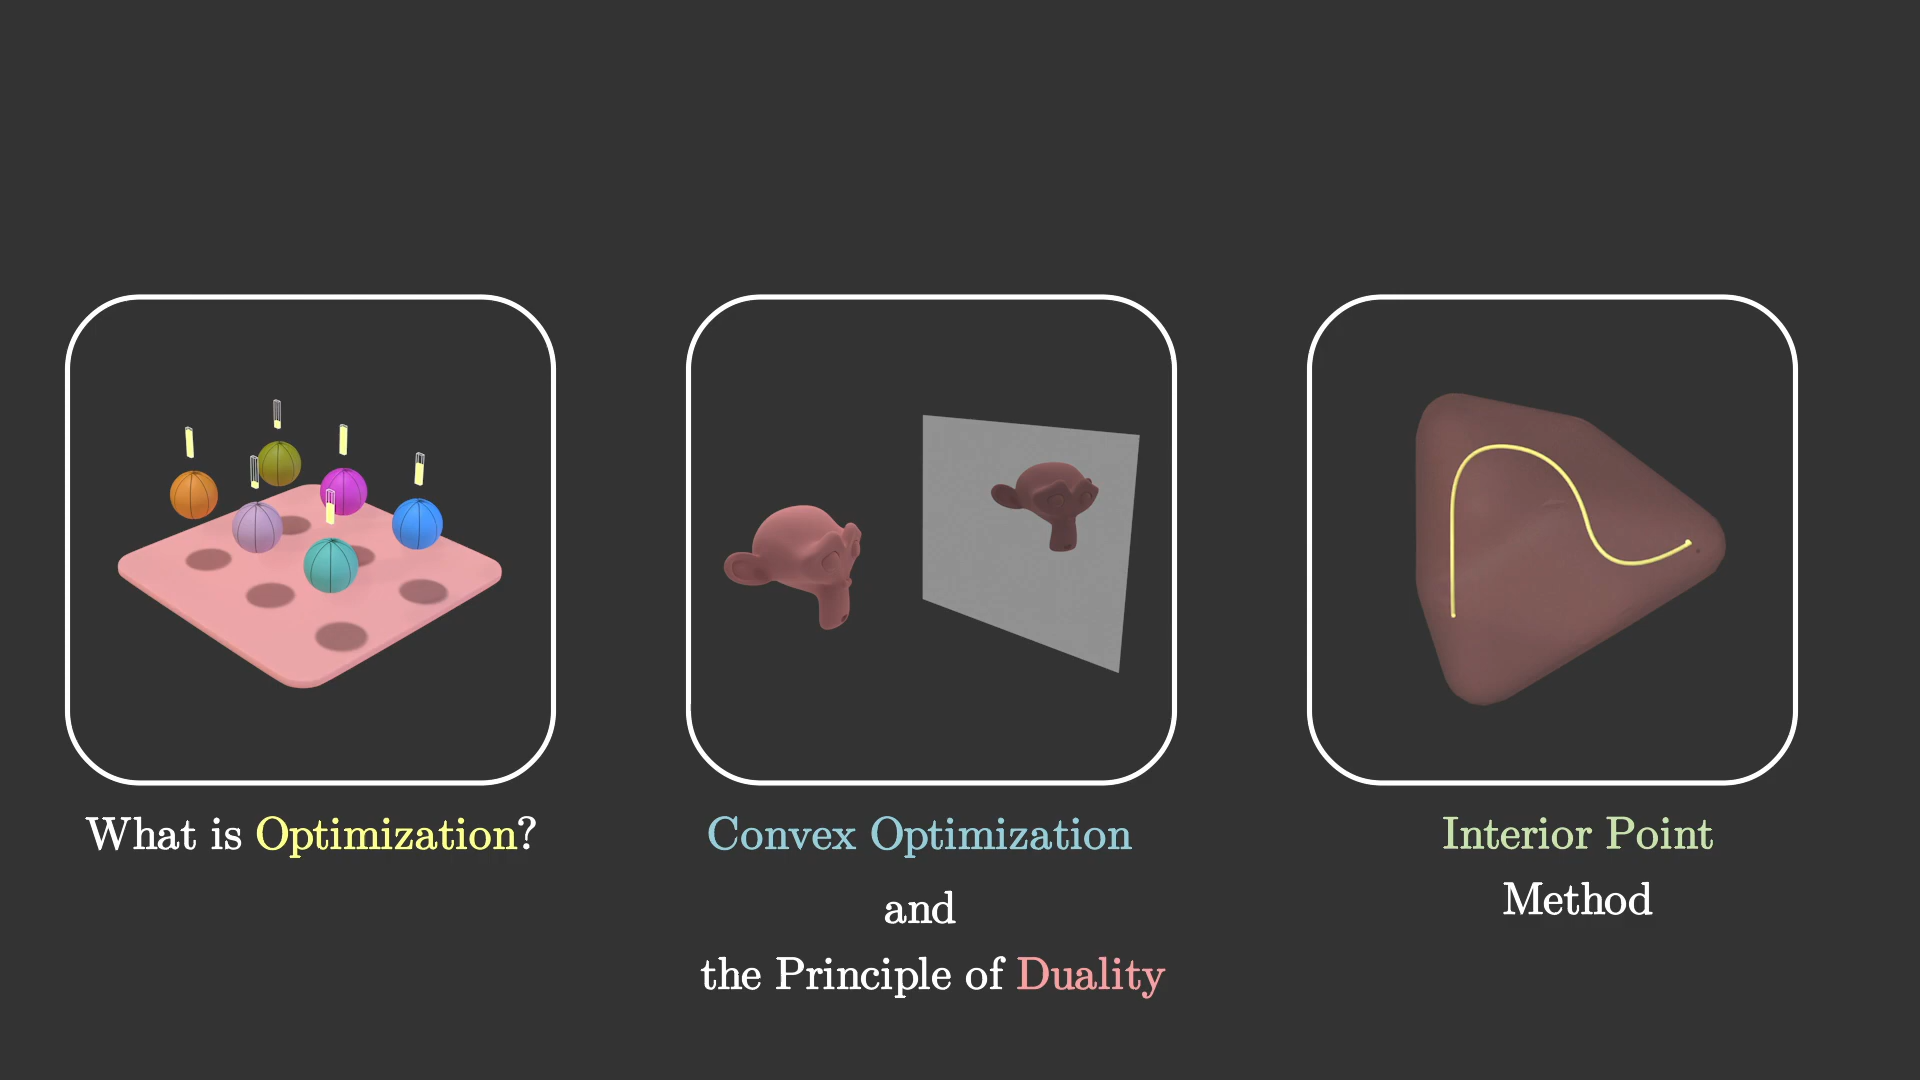 What is Optimization?
Convex Optimization
and
the Principle of Duality
Interior Point
Method